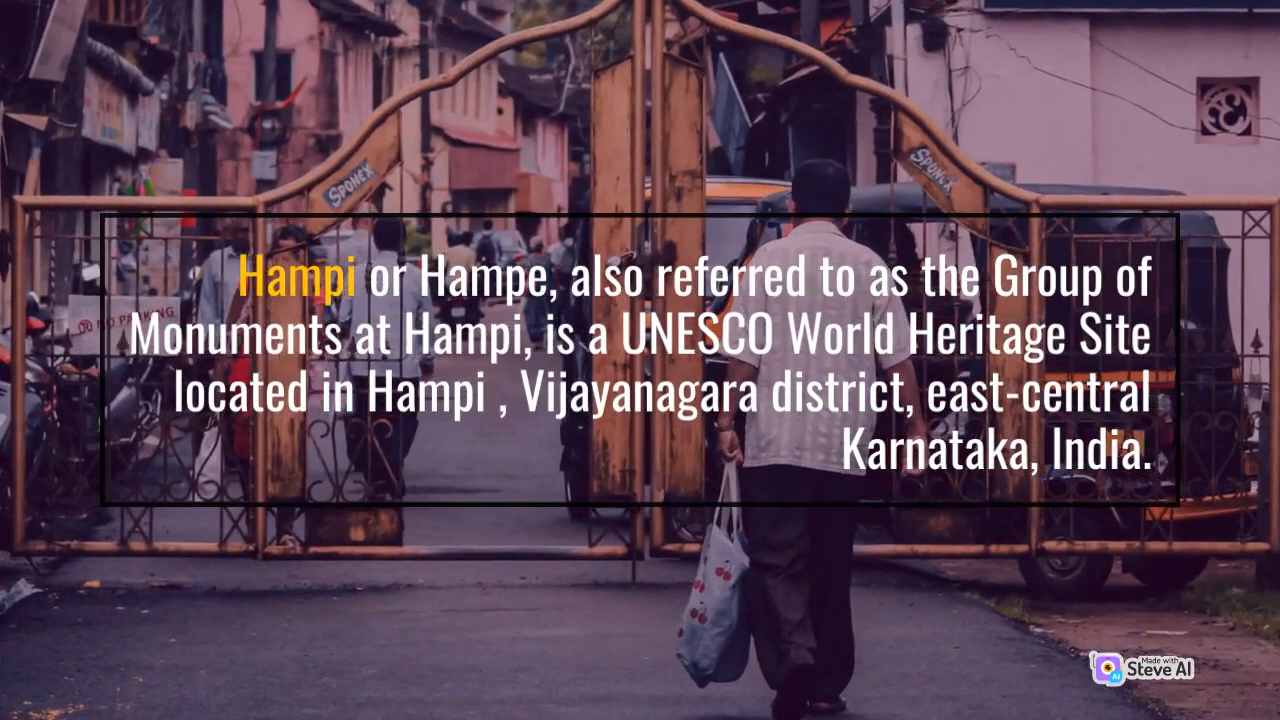 SPONEX
SPONEX
NO PARKING
Hampi or Hampe, also referred to as the Group of
Monuments at Hampi, is a UNESCO World Heritage Site
located in Hampi , Vijayanagara district, east-central
Karnataka, India.
Made with
AI Steve AI